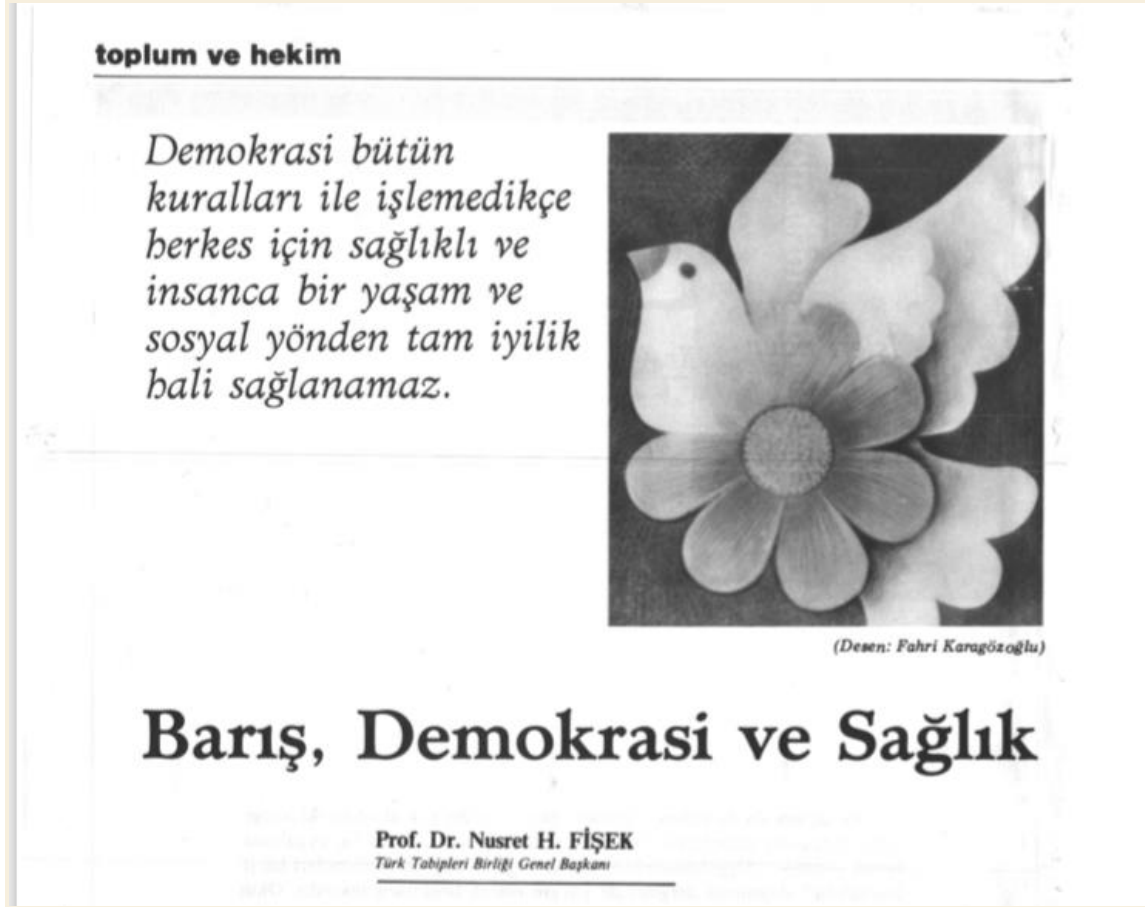 toplum ve hekim
Demokrasi bütün
kuralları ile işlemedikçe
herkes için sağlıklı ve
insanca bir yaşam ve
sosyal yönden tam iyilik
hali sağlanamaz.
(Desen: Fahri Karagözoğlu)
Barış, Demokrasi ve Sağlık
Prof. Dr. Nusret H. FİŞEK
Türk Tabipleri Birliği Genel Başkanı